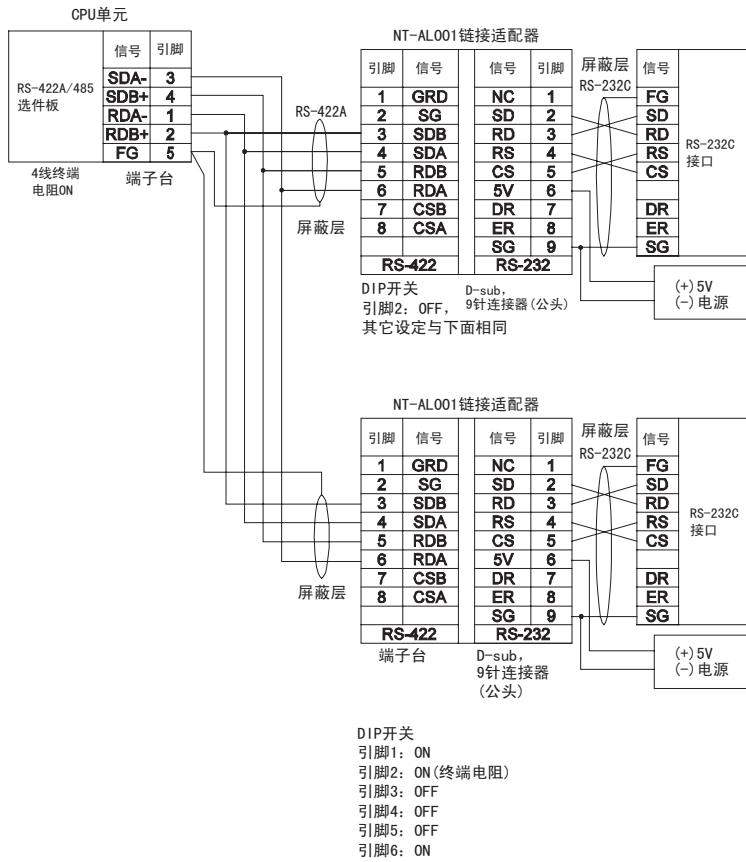 CPU单元
RS-422A/485
选件板
信号 引脚
SDA- 3
SDB+ 4
RDA- 1
RDB+ 2
FG 5
4线终端
电阻ON
端子台
RS-422A
屏蔽层
NT-AL001链接适配器
引脚 信号 信号 引脚
1 GRD NC 1
2 SG SD 2
3 SDB RD 3
4 SDA RS 4
5 RDB CS 5
6 RDA 5V 6
7 CSB DR 7
8 CSA ER 8
SG 9
RS-422 RS-232
屏蔽层
RS-232C
信号
FG
SD
RD
RS
CS
DR
ER
SG
RS-232C
接口
(+)5V
(-)电源
DIP开关
引脚2: OFF,
其它设定与下面相同
D-sub,
9针连接器(公头)
NT-AL001链接适配器
引脚 信号 信号 引脚
1 GRD NC 1
2 SG SD 2
3 SDB RD 3
4 SDA RS 4
5 RDB CS 5
6 RDA 5V 6
7 CSB DR 7
8 CSA ER 8
SG 9
RS-422 RS-232
屏蔽层
屏蔽层
RS-232C
信号
FG
SD
RD
RS
CS
DR
ER
SG
RS-232C
接口
(+)5V
(-)电源
端子台
D-sub,
9针连接器
(公头)
DIP开关
引脚1: ON
引脚2: ON(终端电阻)
引脚3: OFF
引脚4: OFF
引脚5: OFF
引脚6: ON